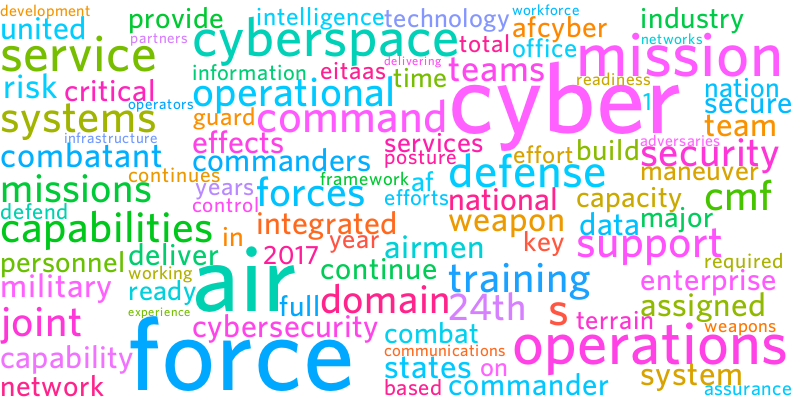 development
united
provide
partners
intelligence
technology
workforce
afcyber
industry
service
cyberspace
total
office
networks
mission
risk
critical
information
eitaas
delivering
time
teams
readiness
nation
operators
operational
cyber
1
secure
systems
guard
command
team
infrastructure
effects
services
adversaries
combatant
commanders
posture
defense
effort
build
security
continues
years
forces
framework
af
maneuver
missions
control
efforts
national
capacity
cmf
defend
integrated
weapon
data
major
capabilities
in
year
airmen
key
support
personnel
deliver
2017
continue
required
military
working
air
training
enterprise
ready
full
domain
24th
s
assigned
joint
experience
cybersecurity
terrain
weapons
force
combat
operations
capability
communications
states
on
system
network
based
commander
assurance